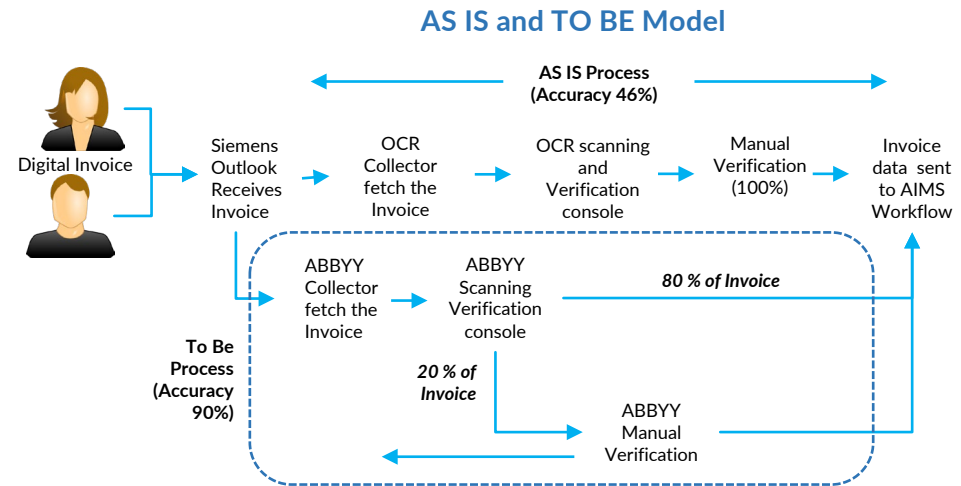 AS IS and TO BE Model
AS IS Process
(Accuracy 46%)
Digital Invoice
Siemens
Outlook
Receives
Invoice
OCR
Collector
fetch the
Invoice
OCR scanning
and
Verification
console
Manual
Verification
(100%)
Invoice
data sent
to AIMS
Workflow
ABBYY
Collector
fetch the
Invoice
ABBYY
Scanning
Verification
console
80 % of Invoice
To Be
Process
(Accuracy
90%)
20 % of
Invoice
ABBYY
Manual
Verification